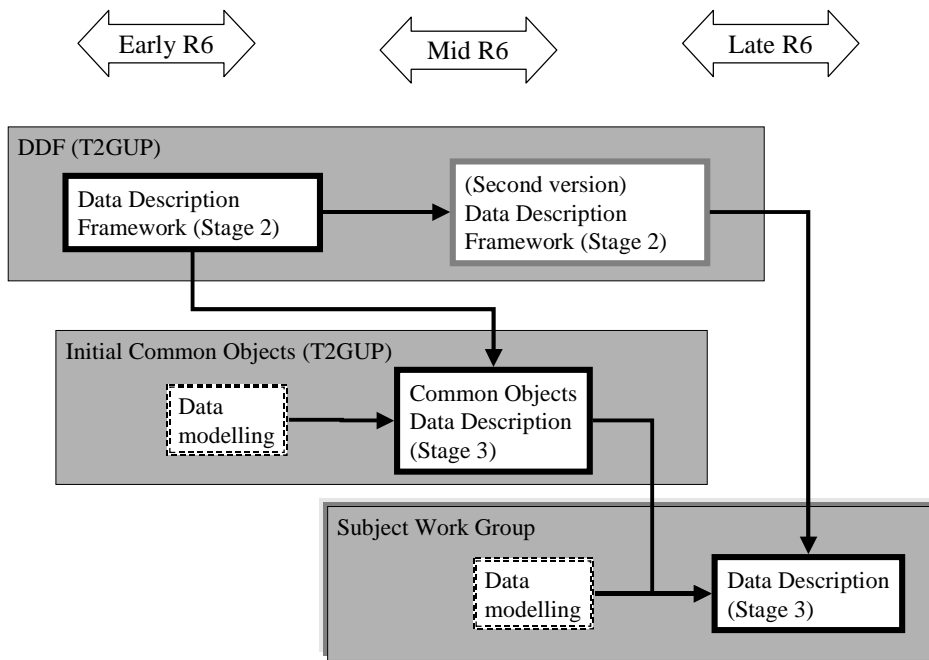 Early R6
Mid R6
Late R6
DDF (T2GUP)
Data Description
Framework (Stage 2)
(Second version)
Data Description
Framework (Stage 2)
Initial Common Objects (T2GUP)
Data
modelling
Common Objects
Data Description
(Stage 3)
Subject Work Group
Data
modelling
Data Description
(Stage 3)